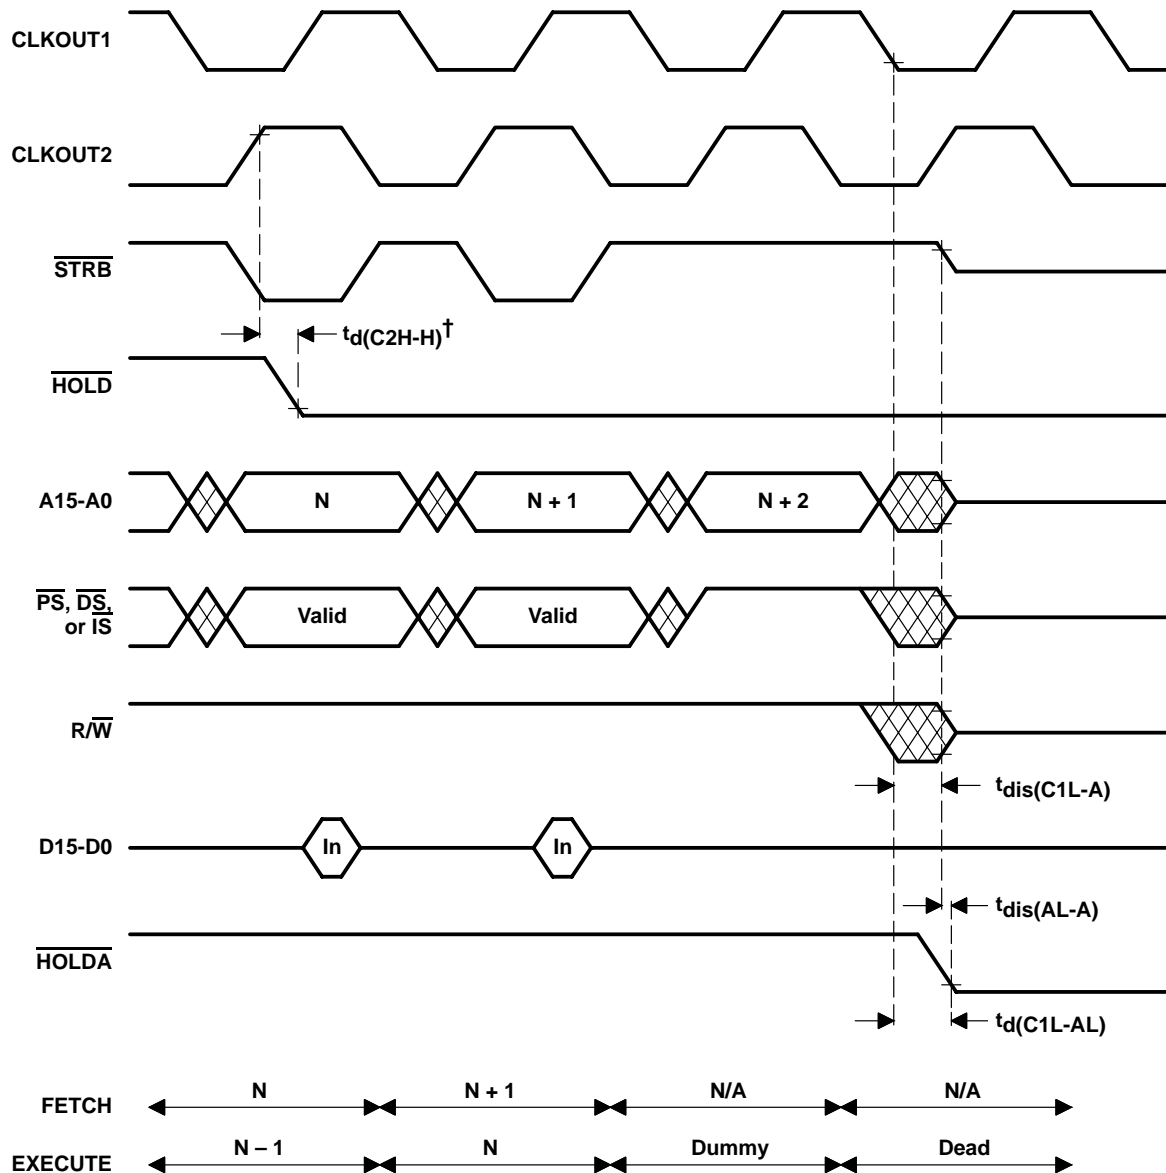 CLKOUT1
CLKOUT2
STRB
td(C2H-H)†
HOLD
A15-A0 N N + 1 N + 2
PS, DS,
or IS
Valid Valid
R/W
tdis(C1L-A)
D15-D0 In In
tdis(AL-A)
HOLDA
td(C1L-AL)
FETCH N N + 1 N/A N/A
EXECUTE N – 1 N Dummy Dead